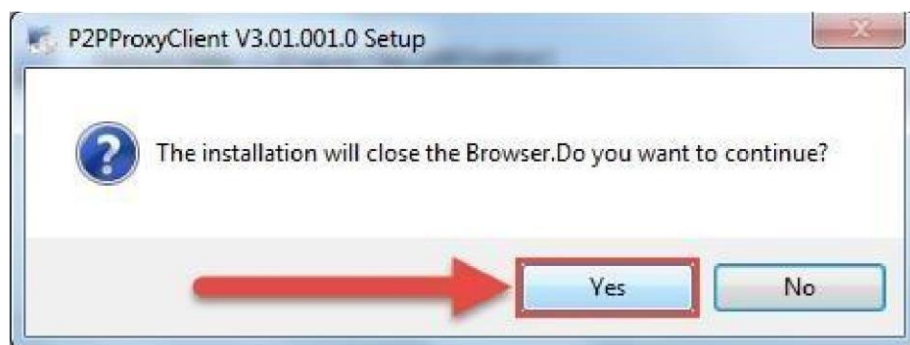 P2PProxyClient V3.01.001.0 Setup
The installation will close the Browser.Do you want to continue?
Yes
No